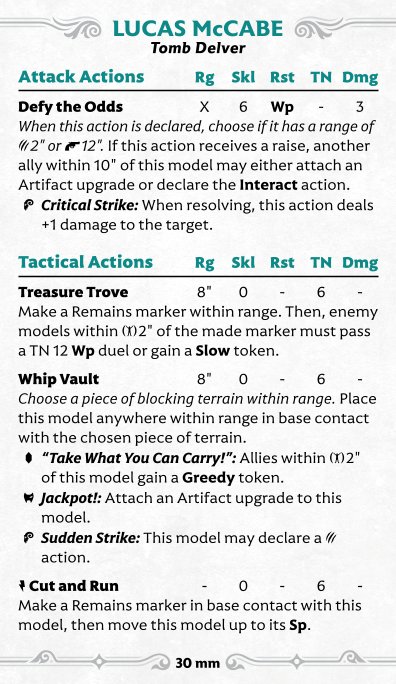 LUCAS McCABE
Tomb Delver
Attack Actions Rg Skl Rst TN Dmg
Defy the Odds X 6 Wp - 3
When this action is declared, choose if it has a range of
2" or 12". If this action receives a raise, another
ally within 10" of this model may either attach an
Artifact upgrade or declare the Interact action.
Critical Strike: When resolving, this action deals
+1 damage to the target.
Tactical Actions Rg Skl Rst TN Dmg
Treasure Trove 8" 0 - 6 -
Make a Remains marker within range. Then, enemy
models within 2" of the made marker must pass
a TN 12 Wp duel or gain a Slow token.
Whip Vault 8" 0 - 6 -
Choose a piece of blocking terrain within range. Place
this model anywhere within range in base contact
with the chosen piece of terrain.
“Take What You Can Carry!”: Allies within 2"
of this model gain a Greedy token.
Jackpot!: Attach an Artifact upgrade to this
model.
Sudden Strike: This model may declare a
action.
Cut and Run - 0 - 6 -
Make a Remains marker in base contact with this
model, then move this model up to its Sp.
30 mm